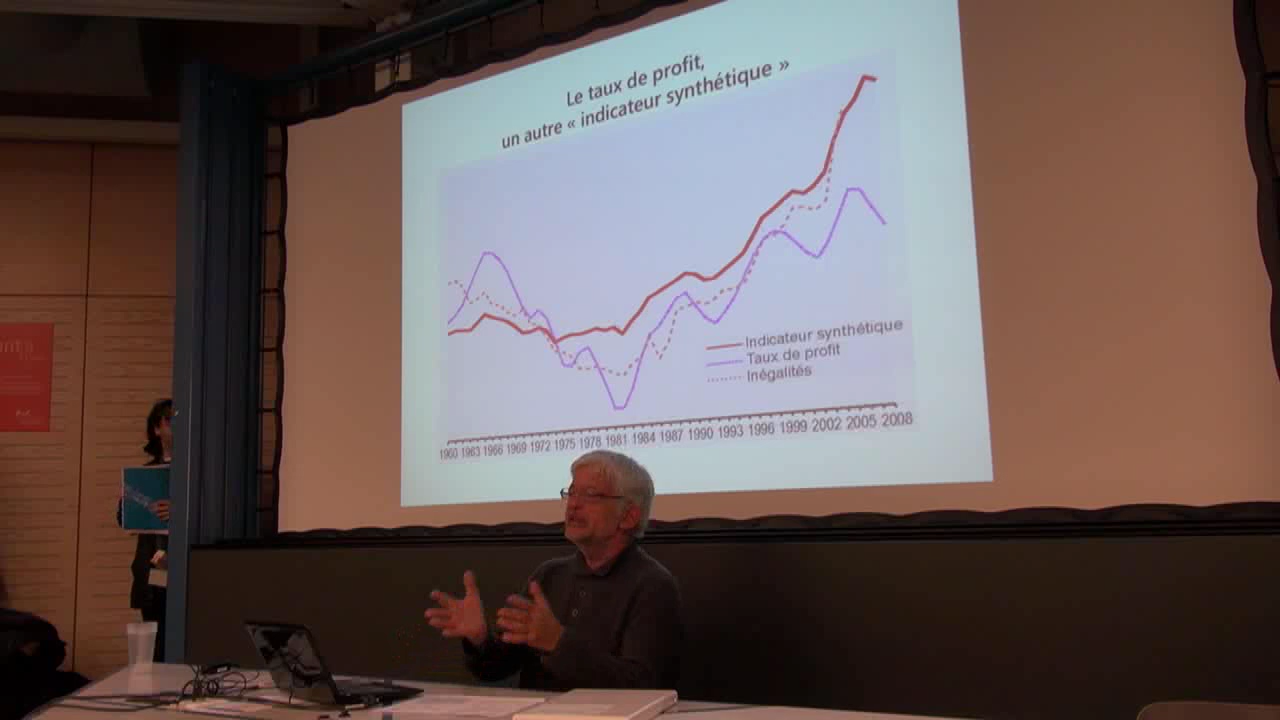 Le taux de profit,
un autre « indicateur synthétique »
Indicateur synthétique
Taux de profit
Inégalités
1960 1963 1966 1969 1972 1975 1978 1981 1984 1987 1990 1993 1996 1999 2002 2005 2008